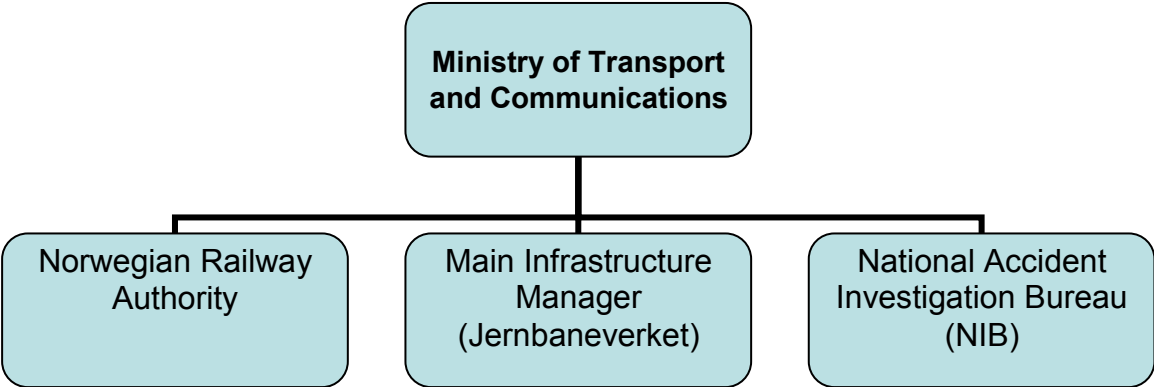 Ministry of Transport
and Communications
Norwegian Railway
Authority
Main Infrastructure
Manager
(Jernbaneverket)
National Accident
Investigation Bureau
(NIB)